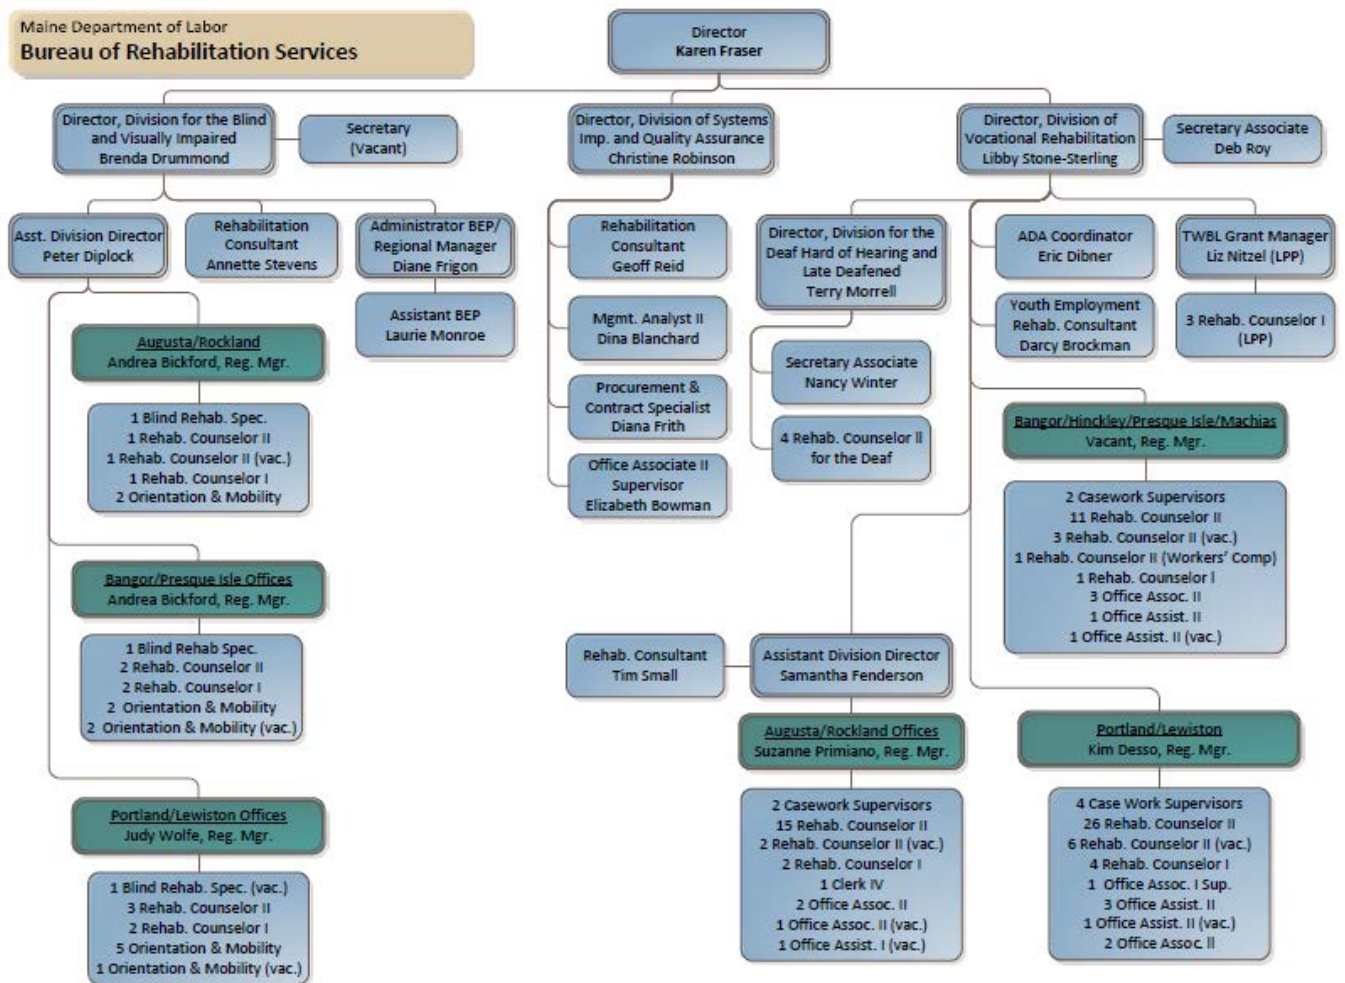 Maine Department of Labor
Bureau of Rehabilitation Services
Director
Karen Fraser
Director, Division for the Blind
and Visually Impaired
Brenda Drummond
Secretary
(Vacant)
Director, Division of Systems
Imp. and Quality Assurance
Christine Robinson
Director, Division of
Vocational Rehabilitation
Libby Stone-Sterling
Secretary Associate
Deb Roy
Asst. Division Director
Peter Diplock
Rehabilitation
Consultant
Annette Stevens
Administrator BEP/
Regional Manager
Diane Frigon
Assistant BEP
Laurie Monroe
Augusta/Rockland
Andrea Bickford, Reg. Mgr.
1 Blind Rehab. Spec.
1 Rehab. Counselor II
1 Rehab. Counselor II (vac.)
1 Rehab. Counselor I
2 Orientation & Mobility
Bangor/Presque Isle Offices
Andrea Bickford, Reg. Mgr.
1 Blind Rehab Spec.
2 Rehab. Counselor II
2 Rehab. Counselor I
2 Orientation & Mobility
2 Orientation & Mobility (vac.)
Portland/Lewiston Offices
Judy Wolfe, Reg. Mgr.
1 Blind Rehab. Spec. (vac.)
3 Rehab. Counselor II
2 Rehab. Counselor I
5 Orientation & Mobility
1 Orientation & Mobility (vac.)
Rehabilitation
Consultant
Geoff Reid
Mgmt. Analyst II
Dina Blanchard
Procurement &
Contract Specialist
Diana Frith
Office Associate II
Supervisor
Elizabeth Bowman
Director, Division for the
Deaf Hard of Hearing and
Late Deafened
Terry Morrell
Secretary Associate
Nancy Winter
4 Rehab. Counselor ll
for the Deaf
ADA Coordinator
Eric Dibner
Youth Employment
Rehab. Consultant
Darcy Brockman
TWBL Grant Manager
Liz Nitzel (LPP)
3 Rehab. Counselor I
(LPP)
Bangor/Hinckley/Presque Isle/Machias
Vacant, Reg. Mgr.
2 Casework Supervisors
11 Rehab. Counselor II
3 Rehab. Counselor II (vac.)
1 Rehab. Counselor II (Workers' Comp)
1 Rehab. Counselor l
3 Office Assoc. II
1 Office Assist. II
1 Office Assist. II (vac.)
Rehab. Consultant
Tim Small
Assistant Division Director
Samantha Fenderson
Augusta/Rockland Offices
Suzanne Primiano, Reg. Mgr.
2 Casework Supervisors
15 Rehab. Counselor II
2 Rehab. Counselor II (vac.)
2 Rehab. Counselor I
1 Clerk IV
2 Office Assoc. II
1 Office Assoc. II (vac.)
1 Office Assist. I (vac.)
Portland/Lewiston
Kim Desso, Reg. Mgr.
4 Case Work Supervisors
26 Rehab. Counselor II
6 Rehab. Counselor II (vac.)
4 Rehab. Counselor I
1 Office Assoc. I Sup.
3 Office Assist. II
1 Office Assist. II (vac.)
2 Office Assoc. ll